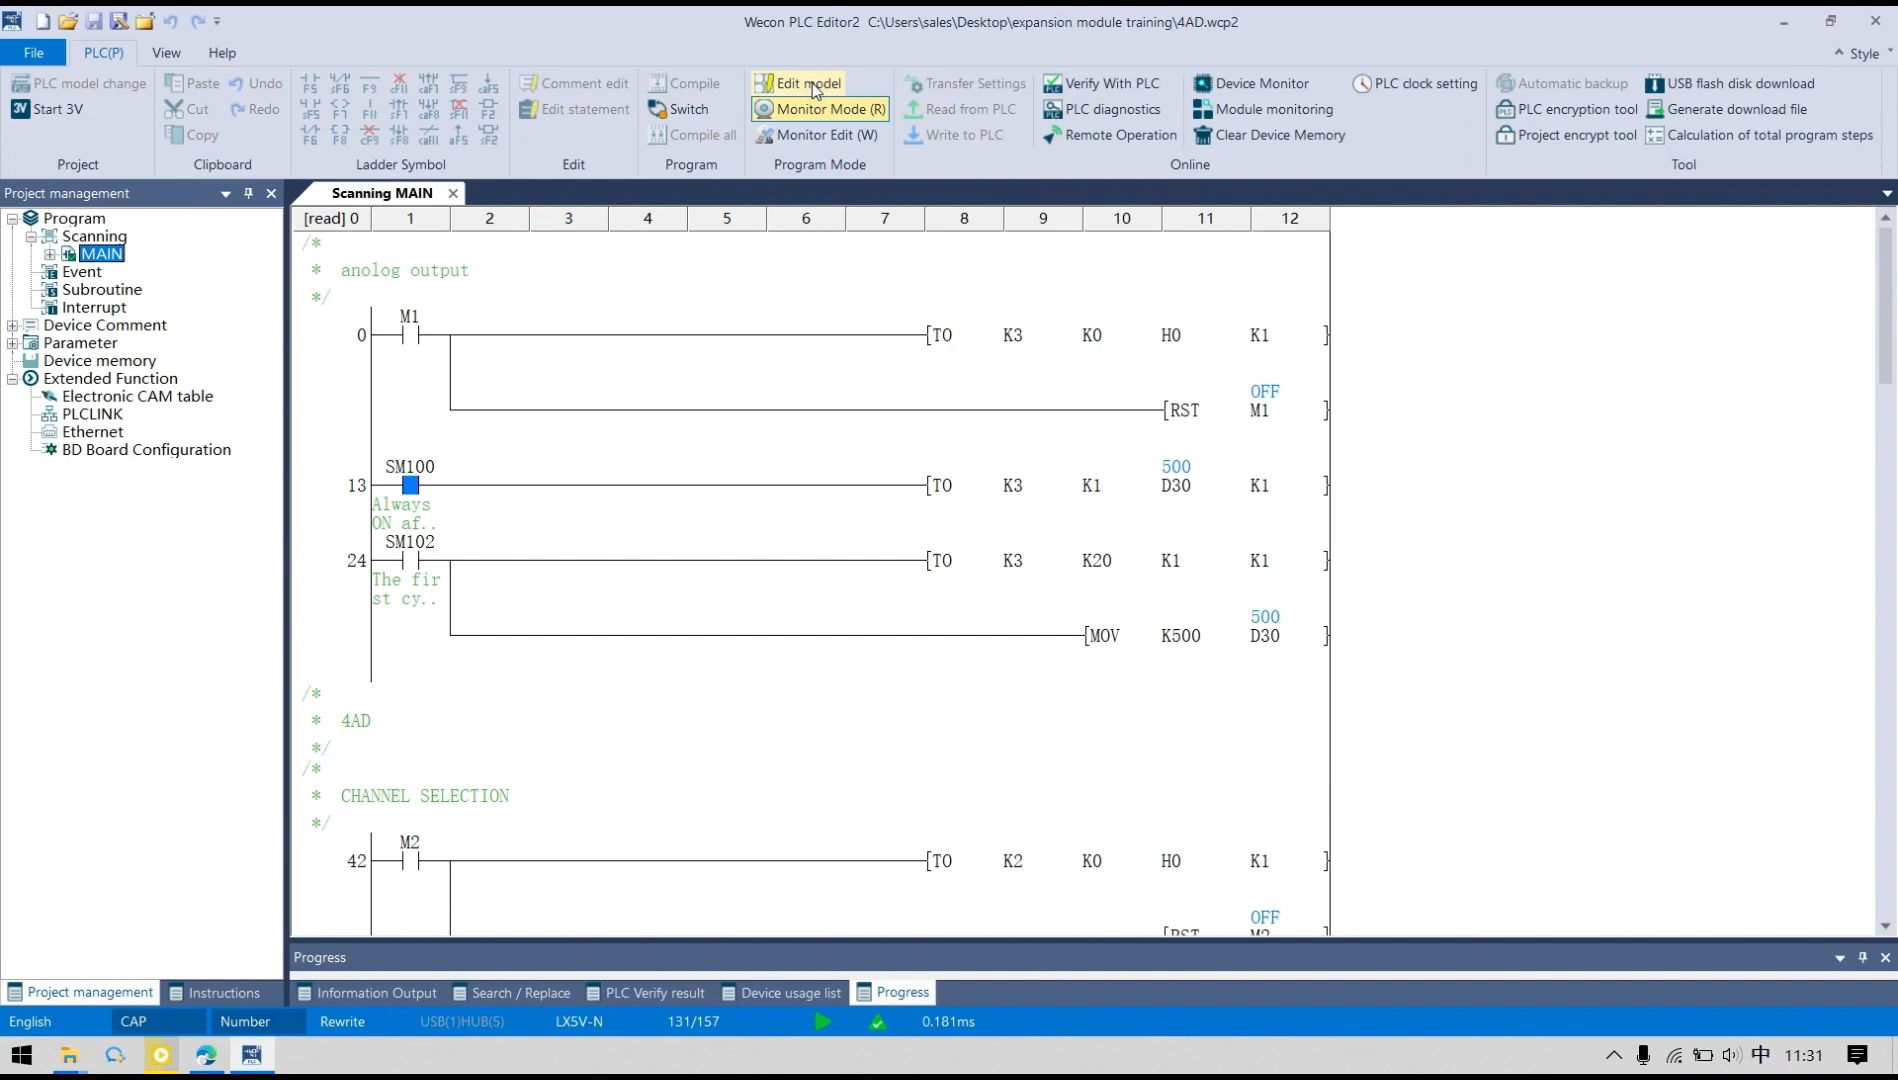 Wecon PLC Editor2 C:\Users\sales\Desktop\expansion module training\4AD.wcp2
File PLC(P) View Help Style
PLC model change Paste Undo Comment edit Compile Edit model Transfer Settings Verify With PLC Device Monitor PLC clock setting Automatic backup USB flash disk download
Start 3V Cut Redo Edit statement Switch Monitor Mode (R) Read from PLC PLC diagnostics Module monitoring PLC encryption tool Generate download file
Copy Compile all Monitor Edit (W) Write to PLC Remote Operation Clear Device Memory Project encrypt tool Calculation of total program steps
Project Clipboard Ladder Symbol Edit Program Program Mode Online Tool
Project management
Program
Scanning
MAIN
Event
Subroutine
Interrupt
Device Comment
Parameter
Device memory
Extended Function
Electronic CAM table
PLCLINK
Ethernet
BD Board Configuration
Scanning MAIN
[read] 0 1 2 3 4 5 6 7 8 9 10 11 12
/*
* anolog output
*/
M1
0 [TO K3 K0 H0 K1 ]
OFF
[RST M1 ]
SM100 500
13 [TO K3 K1 D30 K1 ]
Always
ON af..
SM102
24 [TO K3 K20 K1 K1 ]
The fir
st cy..
500
[MOV K500 D30 ]
/*
* 4AD
*/
/*
* CHANNEL SELECTION
*/
M2
42 [TO K2 K0 H0 K1 ]
OFF
[RST M2 ]
Progress
Project management Instructions Information Output Search / Replace PLC Verify result Device usage list Progress
English CAP Number Rewrite USB(1)HUB(5) LX5V-N 131/157 0.181ms
中 11:31